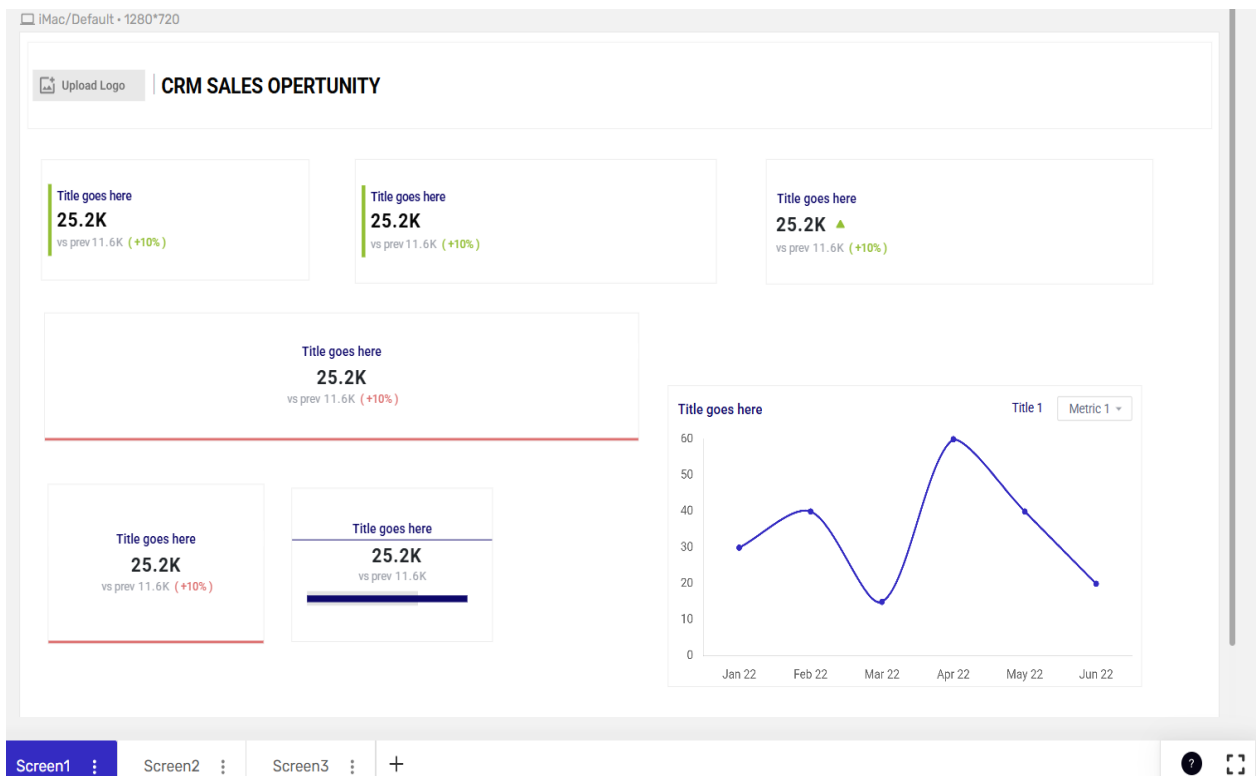 iMac/Default • 1280*720
Upload Logo
CRM SALES OPERTUNITY
Title goes here
25.2K
vs prev 11.6K (+10%)
Title goes here
25.2K
vs prev 11.6K (+10%)
Title goes here
25.2K
vs prev 11.6K (+10%)
Title goes here
25.2K
vs prev 11.6K (+10%)
Title goes here
25.2K
vs prev 11.6K (+10%)
Title goes here
25.2K
vs prev 11.6K
Title goes here
Title 1
Metric 1
60
50
40
30
20
10
0
Jan 22 Feb 22 Mar 22 Apr 22 May 22 Jun 22
Screen1 Screen2 Screen3 + ?